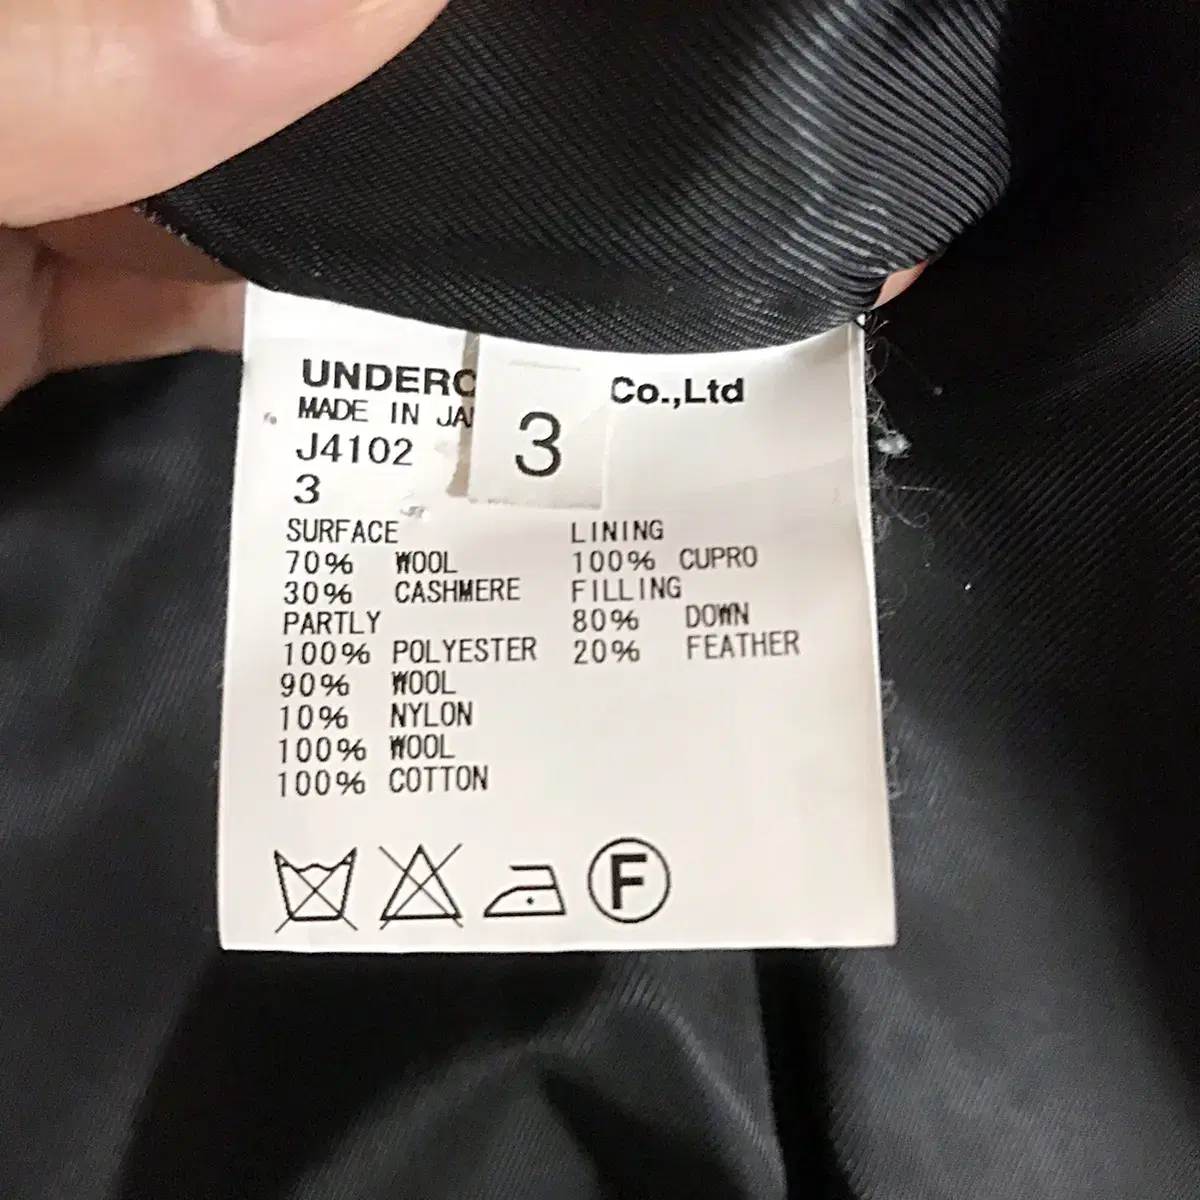 UNDERC Co.,Ltd
MADE IN JA
3
J4102
3
SURFACE
70% WOOL
30% CASHMERE
PARTLY
100% POLYESTER
90% WOOL
10% NYLON
100% WOOL
100% COTTON
LINING
100% CUPRO
FILLING
80% DOWN
20% FEATHER
F